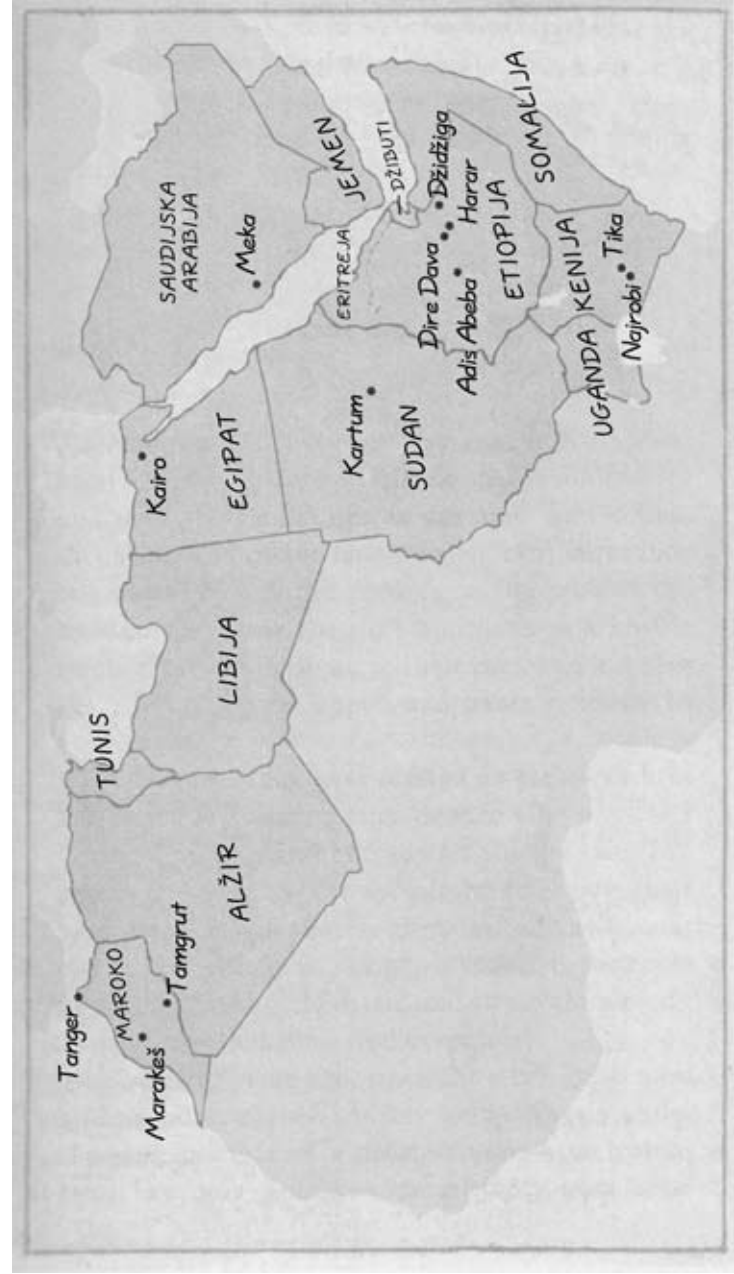 Tanger
MAROKO
Marakeš
Tamgrut
ALŽIR
TUNIS
LIBIJA
Kairo
EGIPAT
Kartum
SUDAN
SAUDIJSKA
ARABIJA
Meka
JEMEN
ERITREJA
DŽIBUTI
Dire Dava
Džidžiga
Harar
Adis Abeba
ETIOPIJA
SOMALIJA
UGANDA
KENIJA
Najrobi
Tika